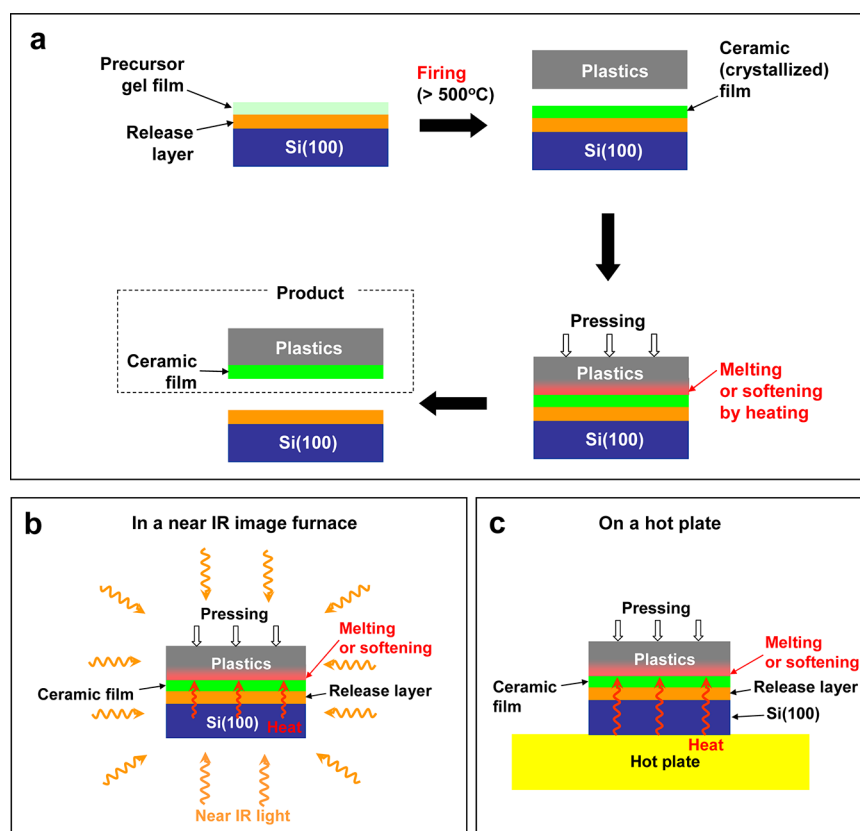 a
Precursor
gel film
Release
layer
Si(100)
Firing
(> 500°C)
Plastics
Si(100)
Ceramic
(crystallized)
film
Product
Plastics
Ceramic
film
Si(100)
Pressing
Plastics
Si(100)
Melting
or softening
by heating
b
In a near IR image furnace
Pressing
Plastics
Melting
or softening
Ceramic film
Release layer
Si(100)
Heat
Near IR light
c
On a hot plate
Pressing
Plastics
Melting
or softening
Ceramic
film
Release layer
Si(100)
Heat
Hot plate